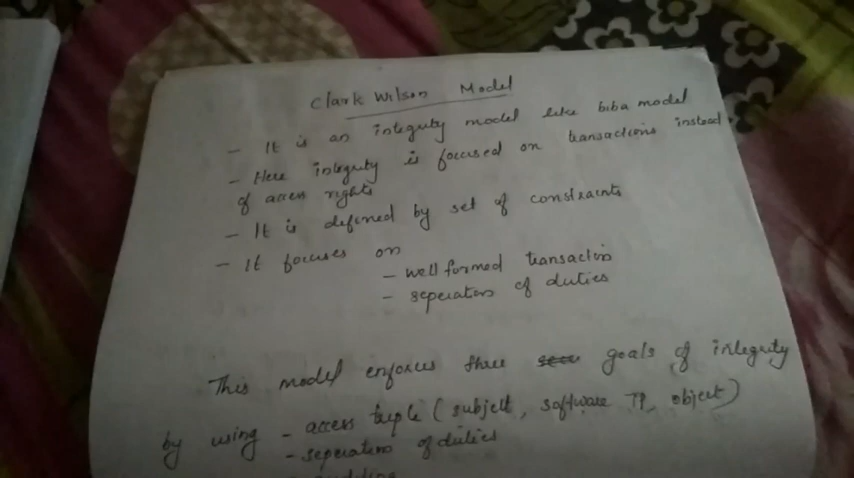 Clark Wilson Model
- It is an integrity model like biba model
- Here integrity is focused on transactions instead
of access rights
- It is defined by set of constraints
- It focuses on
- well formed transaction
- seperation of duties
This model enforces three goals of integrity
by using - access tuple (subject, software TP, object)
- seperation of duties